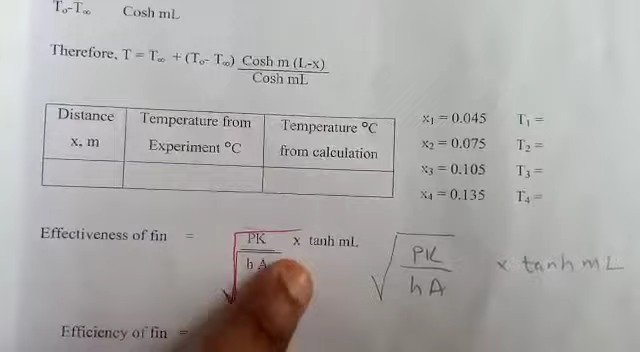 To-T∞ Cosh mL
Therefore, T = T∞ + (To- T∞) Cosh m (L-x)
Cosh mL
Distance x, m
Temperature from Experiment °C
Temperature °C from calculation
x1 = 0.045 T1 =
x2 = 0.075 T2 =
x3 = 0.105 T3 =
x4 = 0.135 T4 =
Effectiveness of fin = √ PK x tanh mL
h A
√ PK x tanh mL
hA
Efficiency of fin =